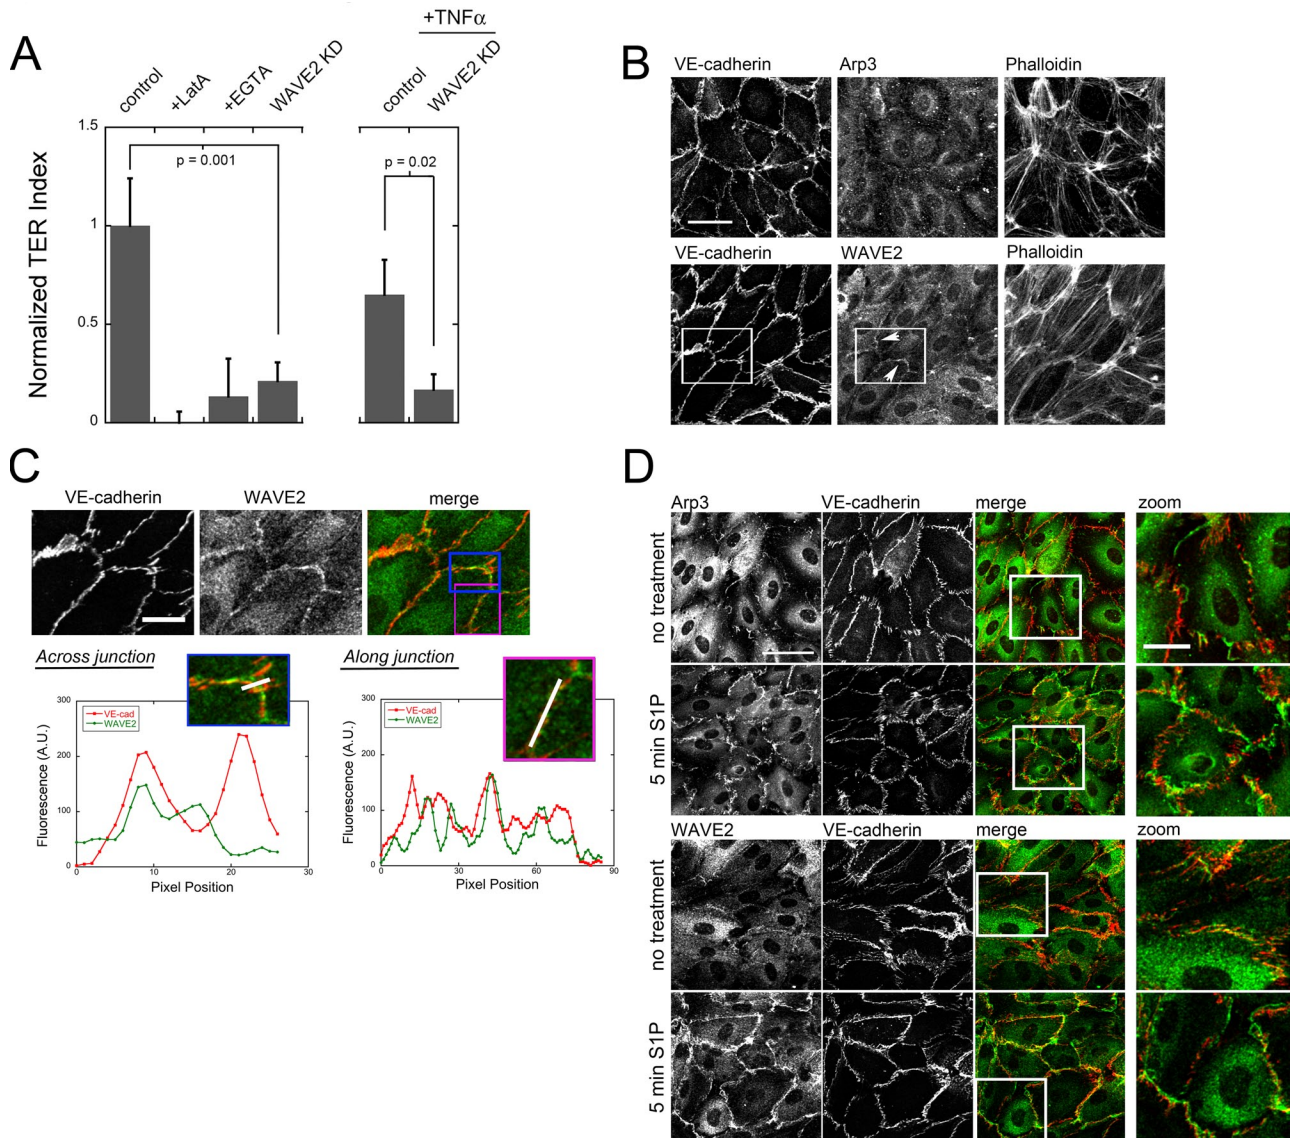 A
+TNFα
control
+LatA
+EGTA
WAVE2 KD
control
WAVE2 KD
Normalized TER Index
1.5
1
0.5
0
p = 0.001
p = 0.02
B
VE-cadherin Arp3 Phalloidin
VE-cadherin WAVE2 Phalloidin
C
VE-cadherin WAVE2 merge
Across junction
Fluorescence (A.U.)
300
200
100
0
VE-cad
WAVE2
0 10 20 30
Pixel Position
Along junction
Fluorescence (A.U.)
300
200
100
0
VE-cad
WAVE2
0 30 60 90
Pixel Position
D
Arp3 VE-cadherin merge zoom
no treatment
5 min S1P
WAVE2 VE-cadherin merge zoom
no treatment
5 min S1P